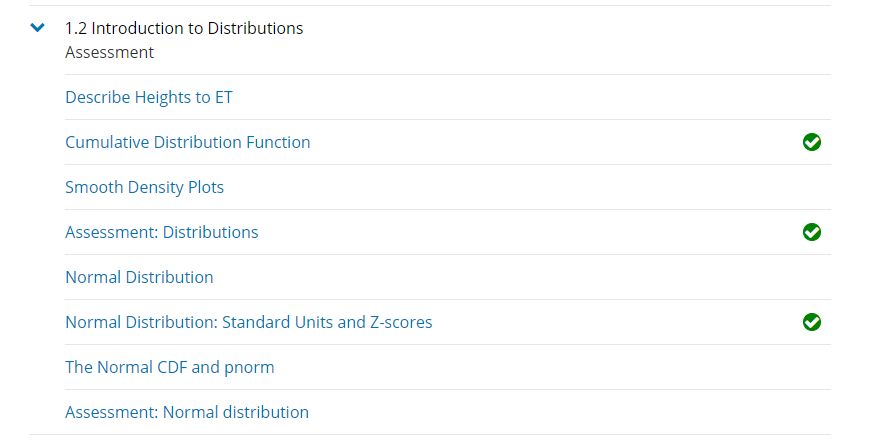 1.2 Introduction to Distributions
Assessment
Describe Heights to ET
Cumulative Distribution Function
Smooth Density Plots
Assessment: Distributions
Normal Distribution
Normal Distribution: Standard Units and Z-scores
The Normal CDF and pnorm
Assessment: Normal distribution